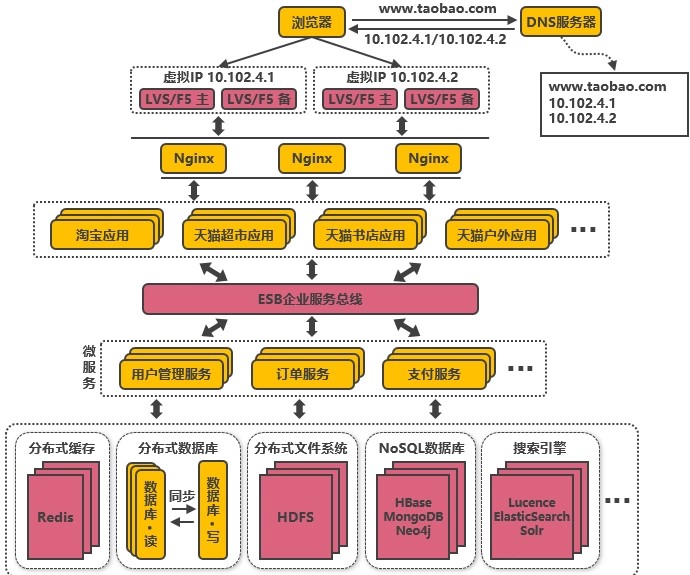 浏览器
www.taobao.com
DNS服务器
10.102.4.1/10.102.4.2
虚拟IP 10.102.4.1
虚拟IP 10.102.4.2
LVS/F5 主
LVS/F5 备
LVS/F5 主
LVS/F5 备
www.taobao.com
10.102.4.1
10.102.4.2
Nginx
Nginx
Nginx
淘宝应用
天猫超市应用
天猫书店应用
天猫户外应用
...
ESB企业服务总线
微服务
用户管理服务
订单服务
支付服务
...
分布式缓存
Redis
分布式数据库
数据库·读
同步
数据库·写
分布式文件系统
HDFS
NoSQL数据库
HBase
MongoDB
Neo4j
搜索引擎
Lucence
ElasticSearch
Solr
...